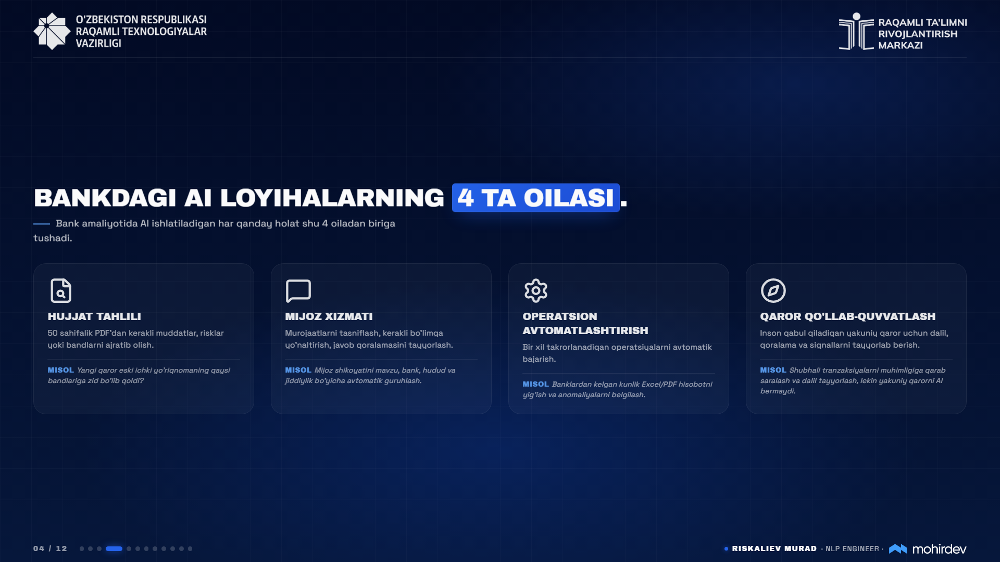 O'ZBEKISTON RESPUBLIKASI
RAQAMLI TEXNOLOGIYALAR
VAZIRLIGI
RAQAMLI TA’LIMNI
RIVOJLANTIRISH
MARKAZI
BANKDAGI AI LOYIHALARNING 4 TA OILASI.
Bank amaliyotida AI ishlatiladigan har qanday holat shu 4 oiladan biriga
tushadi.
HUJJAT TAHLILI
50 sahifalik PDF’dan kerakli muddatlar, risklar
yoki bandlarni ajratib olish.
MISOL Yangi qaror eski ichki yo’riqnomaning qaysi
bandlariga zid bo’lib qoldi?
MIJOZ XIZMATI
Murojaatlarni tasniflash, kerakli bo’limga
yo’naltirish, javob qoralamasini tayyorlash.
MISOL Mijoz shikoyatini mavzu, bank, hudud va
jiddiylik bo’yicha avtomatik guruhlash.
OPERATSION
AVTOMATLASHTIRISH
Bir xil takrorlanadigan operatsiyalarni avtomatik
bajarish.
MISOL Banklardan kelgan kunlik Excel/PDF hisobotni
yig’ish va anomaliyalarni belgilash.
QAROR QO'LLAB-QUVVATLASH
Inson qabul qiladigan yakuniy qaror uchun dalil,
qoralama va signallarni tayyorlab berish.
MISOL Shubhali tranzaksiyalarni muhimligiga qarab
saralash va dalil tayyorlash, lekin yakuniy qarorni AI
bermaydi.
04 / 12
RISKALIEV MURAD · NLP ENGINEER · mohirdev